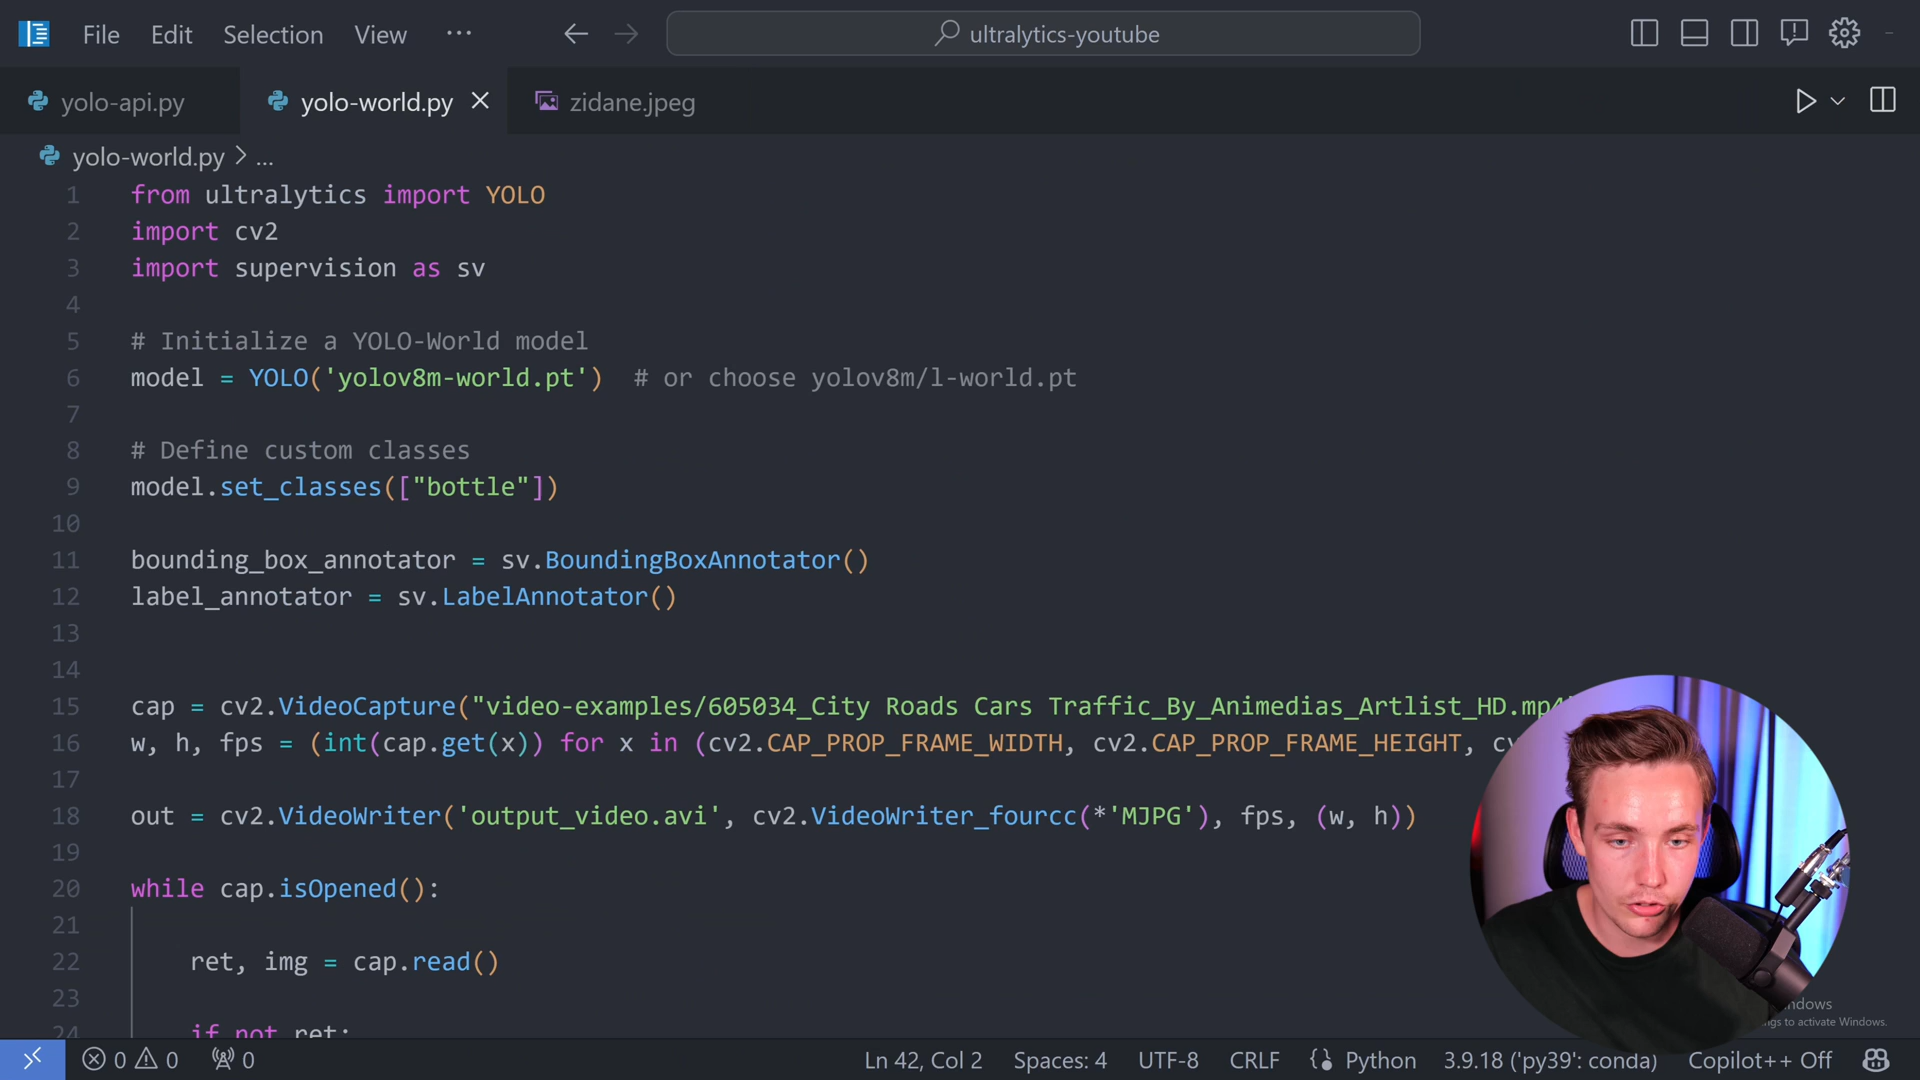 File Edit Selection View ... ultralytics-youtube
yolo-api.py yolo-world.py zidane.jpeg
yolo-world.py > ...
1 from ultralytics import YOLO
2 import cv2
3 import supervision as sv
4
5 # Initialize a YOLO-World model
6 model = YOLO('yolov8m-world.pt') # or choose yolov8m/l-world.pt
7
8 # Define custom classes
9 model.set_classes(["bottle"])
10
11 bounding_box_annotator = sv.BoundingBoxAnnotator()
12 label_annotator = sv.LabelAnnotator()
13
14
15 cap = cv2.VideoCapture("video-examples/605034_City Roads Cars Traffic_By_Animedias_Artlist_HD.mp4
16 w, h, fps = (int(cap.get(x)) for x in (cv2.CAP_PROP_FRAME_WIDTH, cv2.CAP_PROP_FRAME_HEIGHT,
17
18 out = cv2.VideoWriter('output_video.avi', cv2.VideoWriter_fourcc(*'MJPG'), fps, (w, h))
19
20 while cap.isOpened():
21
22 ret, img = cap.read()
23
24 if not ret:
to activate Windows.
0 0 0 Ln 42, Col 2 Spaces: 4 UTF-8 CRLF Python 3.9.18 ('py39': conda) Copilot++ Off